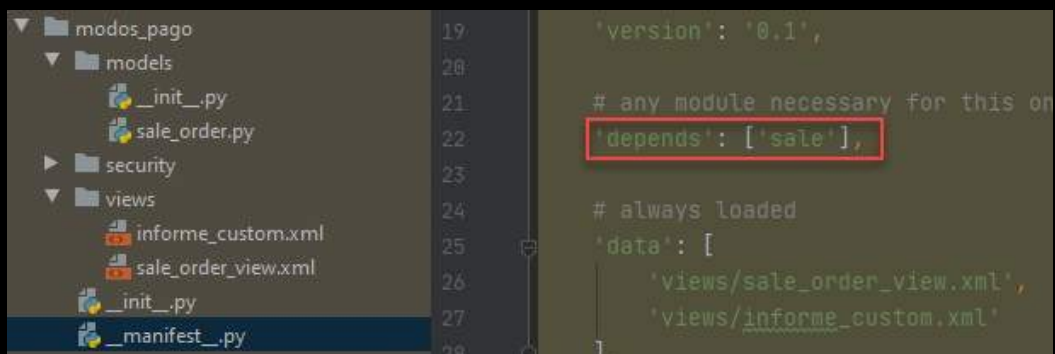 modos_pago
models
__init__.py
sale_order.py
security
views
informe_custom.xml
sale_order_view.xml
__init__.py
__manifest__.py
19 'version': '0.1',
20
21 # any module necessary for this
22 'depends': ['sale'],
23
24 # always loaded
25 'data': [
26 'views/sale_order_view.xml',
27 'views/informe_custom.xml'
28 ]